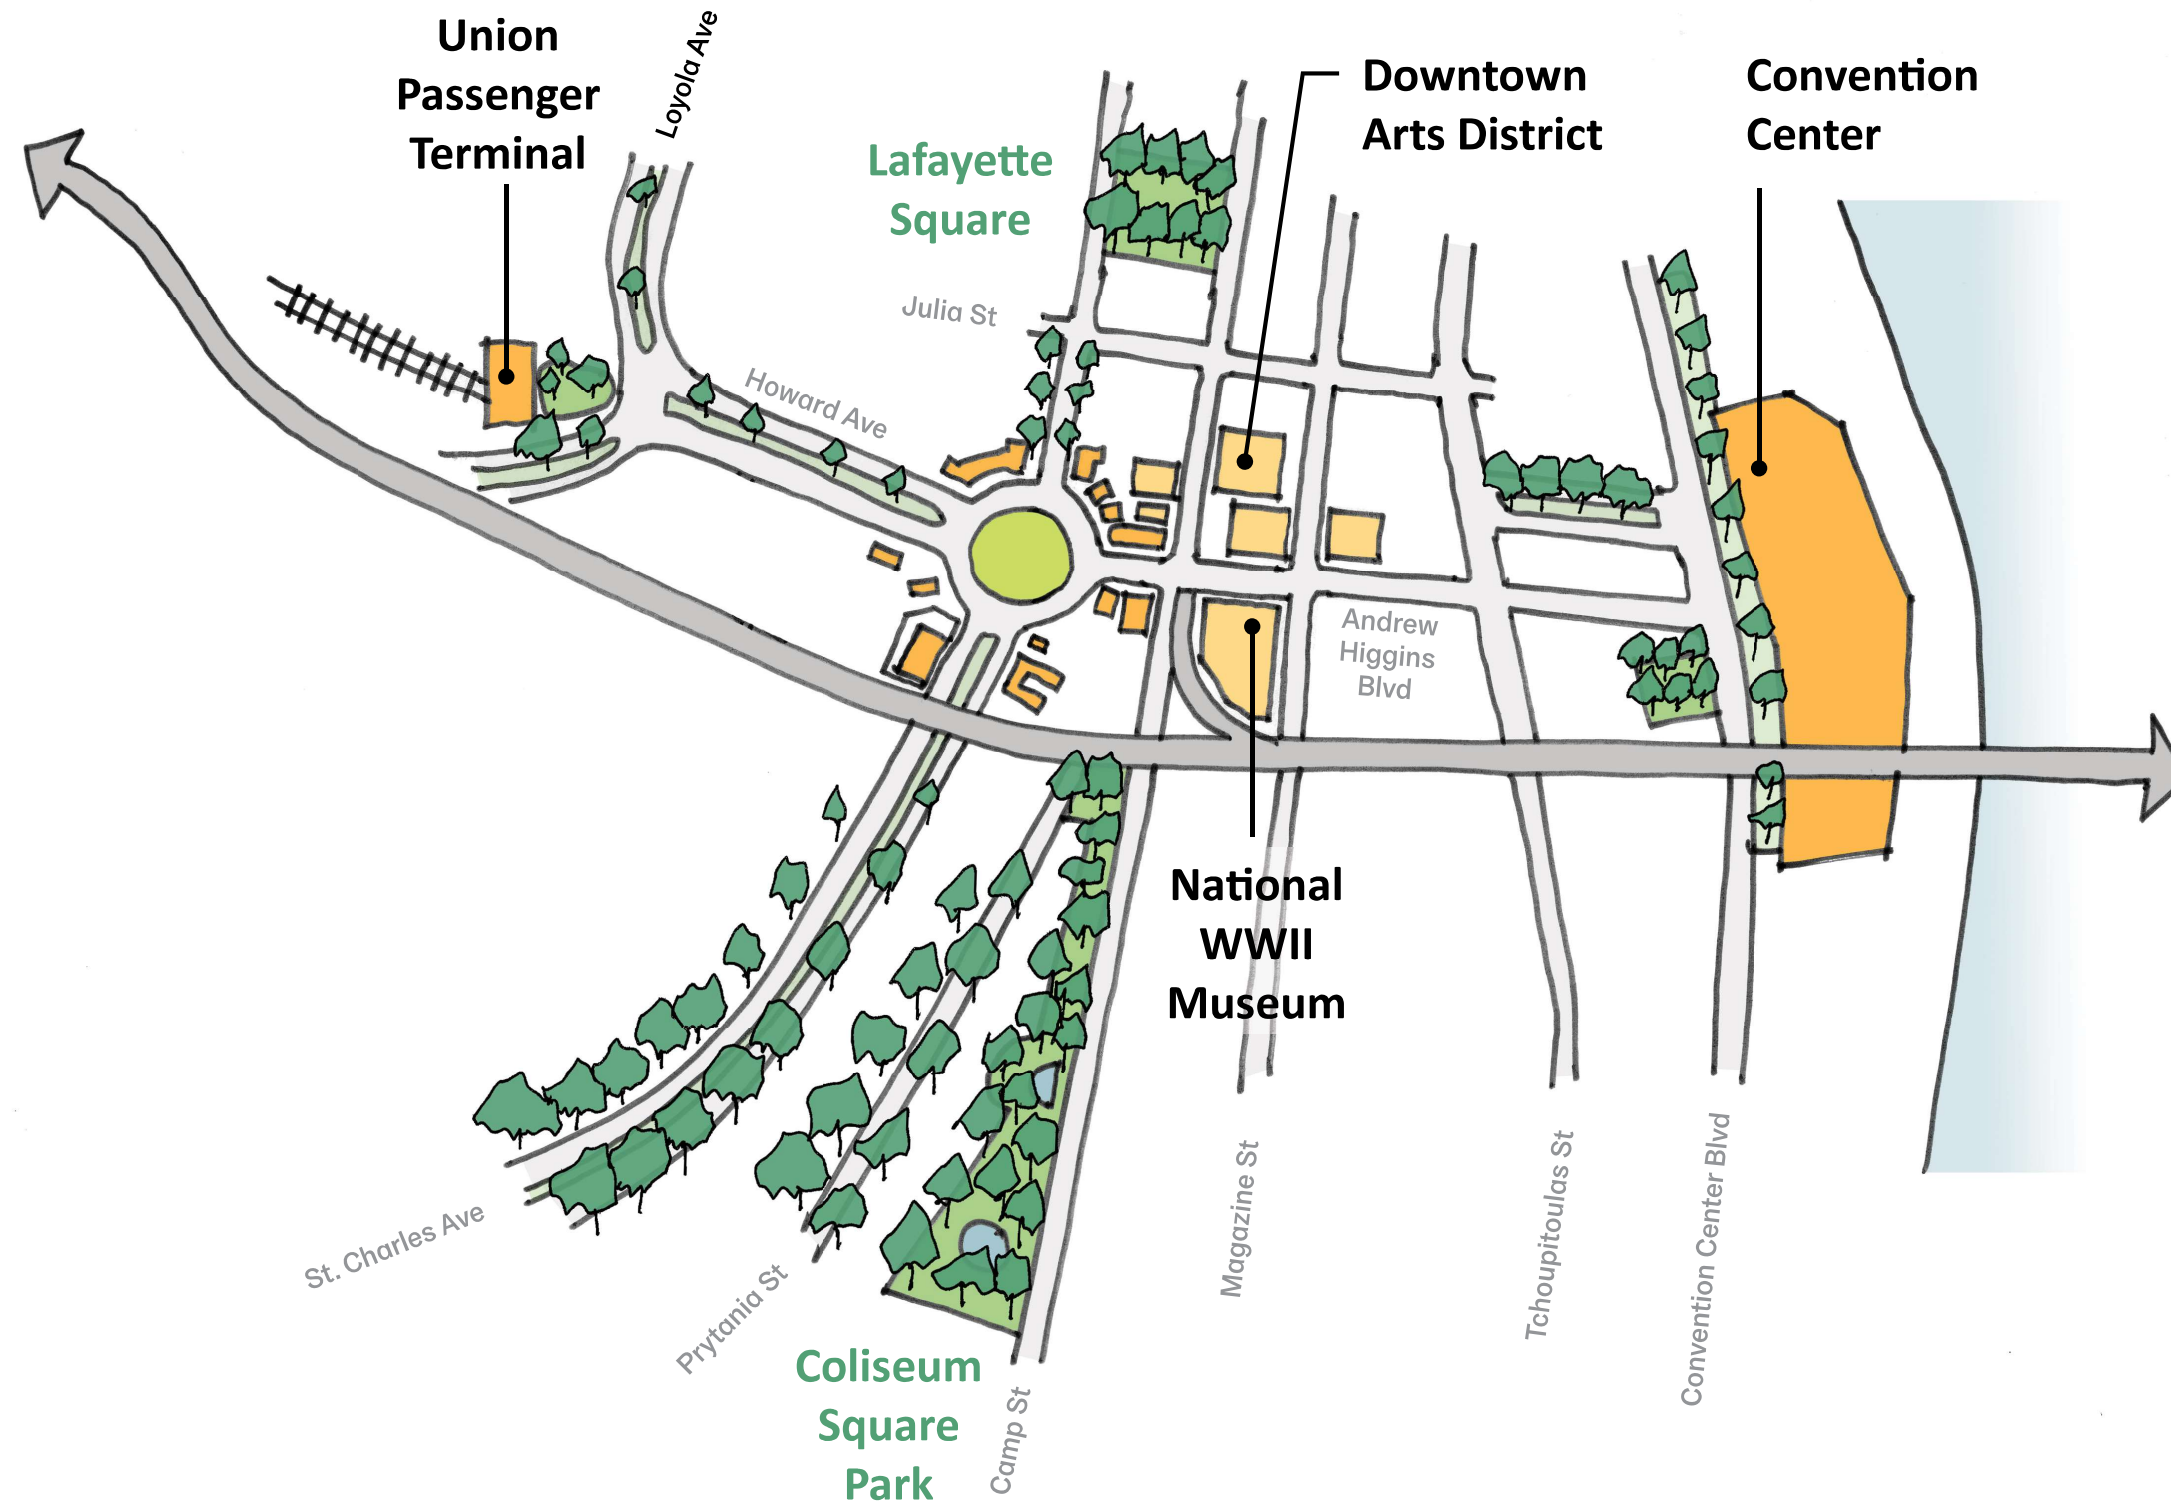 Union
Passenger
Terminal
Loyola Ave
Lafayette
Square
Downtown
Arts District
Convention
Center
Julia St
Howard Ave
Andrew
Higgins
Blvd
National
WWII
Museum
St. Charles Ave
Prytania St
Coliseum
Square
Park
Camp St
Magazine St
Tchoupitoulas St
Convention Center Blvd